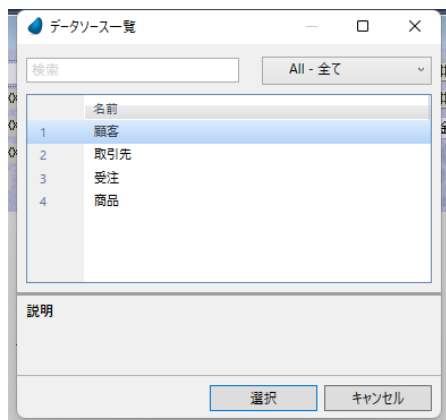 データソース一覧
検索
All - 全て
名前
1 顧客
2 取引先
3 受注
4 商品
説明
選択
キャンセル